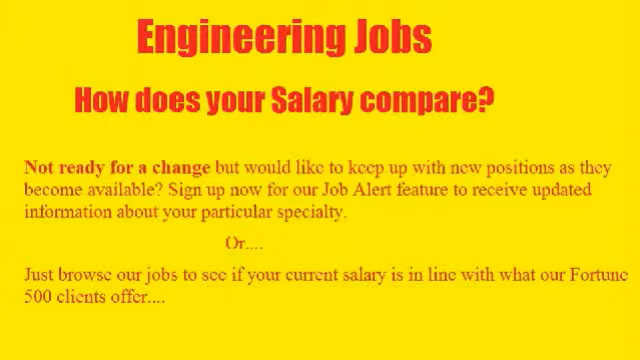 Engineering Jobs
How does your Salary compare?
Not ready for a change but would like to keep up with new positions as they
become available? Sign up now for our Job Alert feature to receive updated
information about your particular specialty.
Or....
Just browse our jobs to see if your current salary is in line with what our Fortune
500 clients offer....